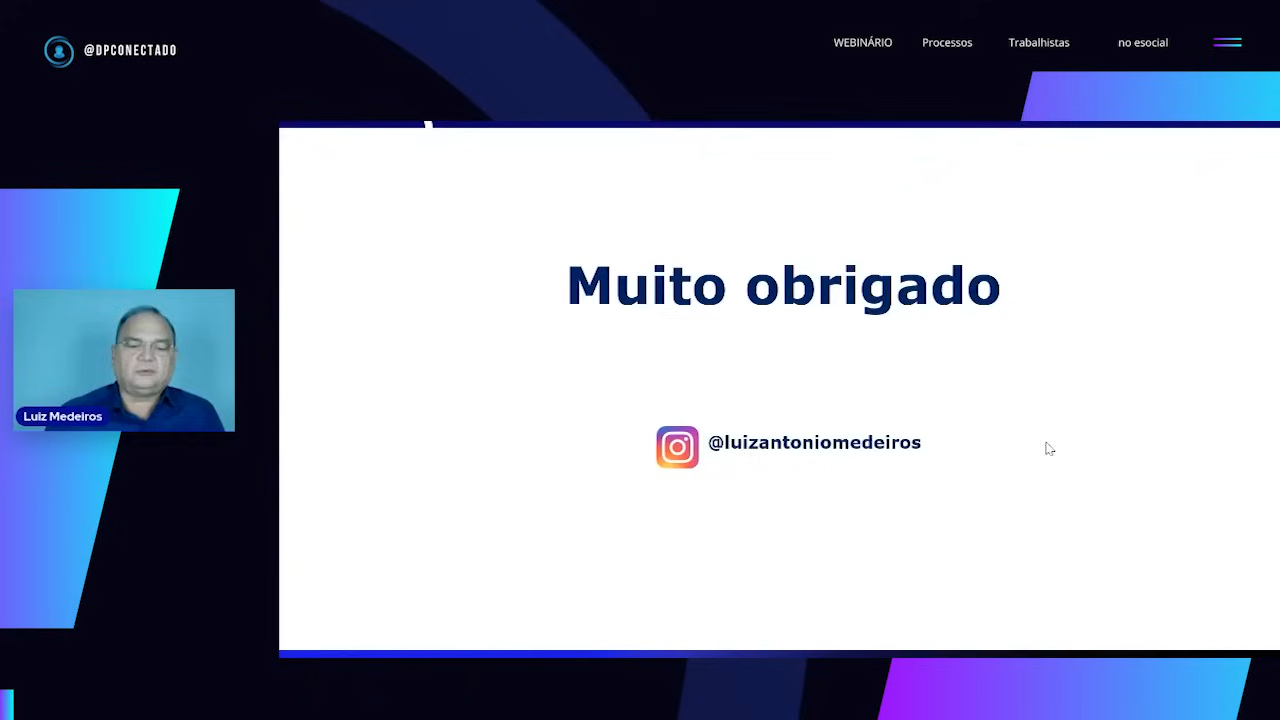 @DPCONECTADO
WEBINÁRIO Processos Trabalhistas no esocial
Muito obrigado
@luizantoniomedeiros
Luiz Medeiros